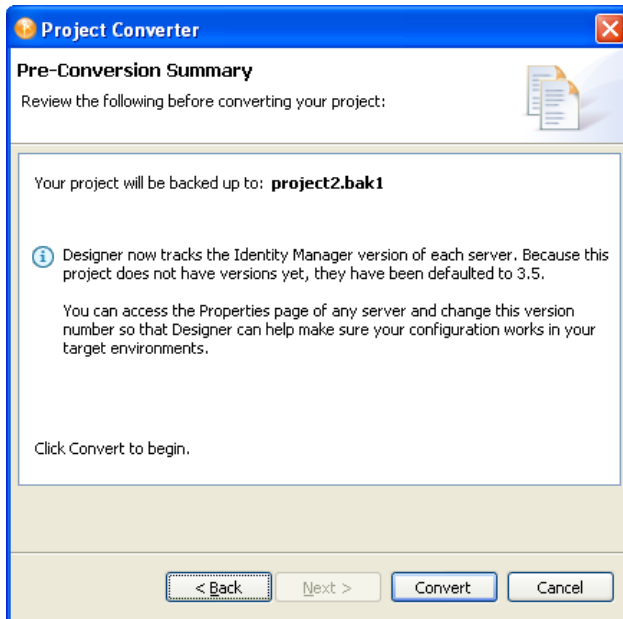 Project Converter
Pre-Conversion Summary
Review the following before converting your project:
Your project will be backed up to: project2.bak1
Designer now tracks the Identity Manager version of each server. Because this
project does not have versions yet, they have been defaulted to 3.5.
You can access the Properties page of any server and change this version
number so that Designer can help make sure your configuration works in your
target environments.
Click Convert to begin.
< Back Next > Convert Cancel